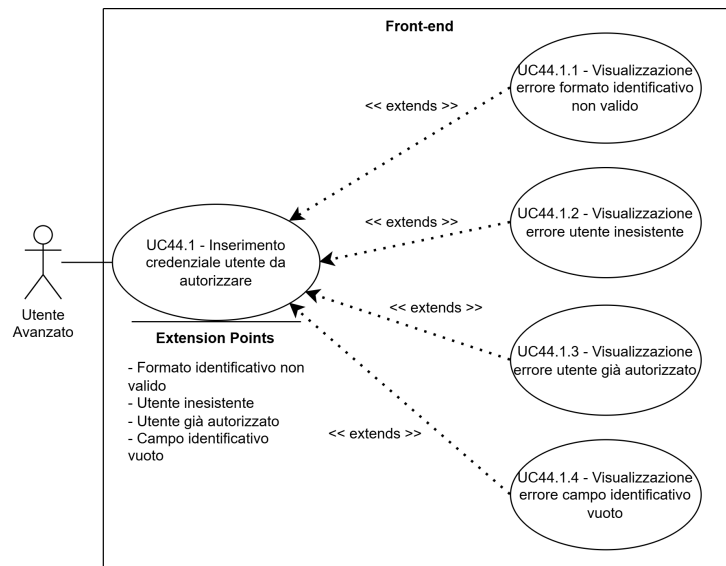 Front-end
UC44.1.1 - Visualizzazione
errore formato identificativo
non valido
<< extends >>
UC44.1.2 - Visualizzazione
errore utente inesistente
<< extends >>
UC44.1 - Inserimento
credenziale utente da
autorizzare
Utente
Avanzato
<< extends >>
UC44.1.3 - Visualizzazione
errore utente già autorizzato
Extension Points
- Formato identificativo non
valido
- Utente inesistente
- Utente già autorizzato
- Campo identificativo
vuoto
<< extends >>
UC44.1.4 - Visualizzazione
errore campo identificativo
vuoto